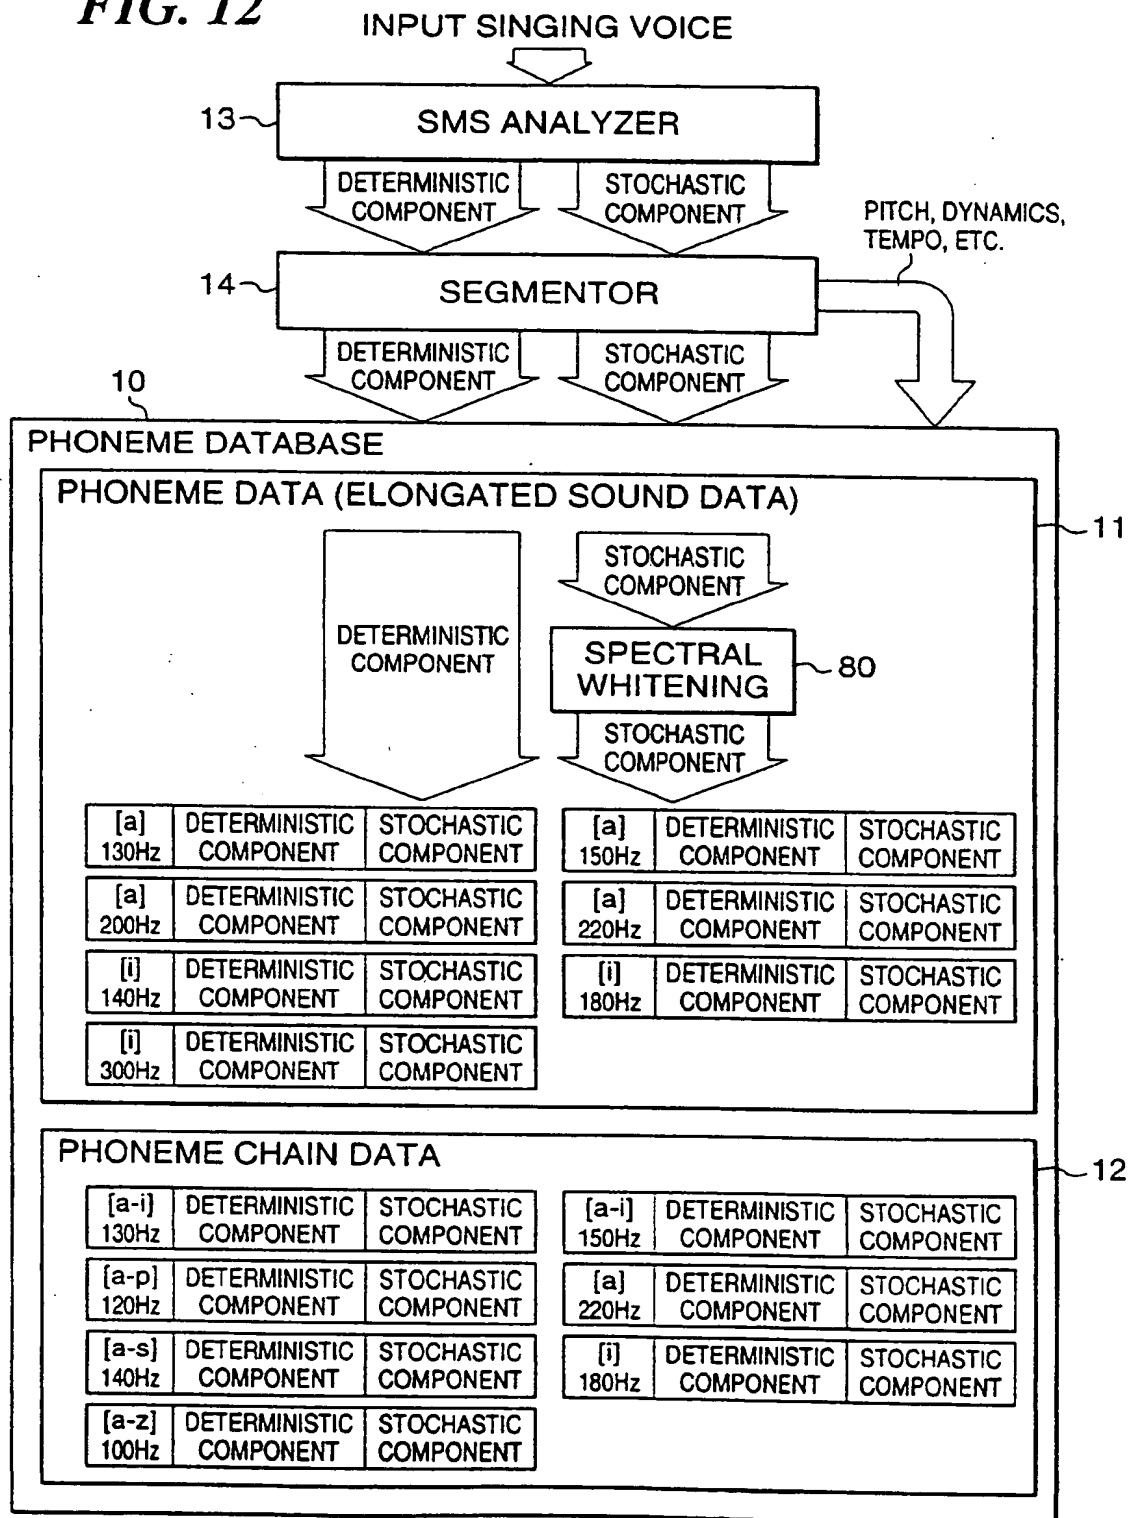 FIG. 12
INPUT SINGING VOICE
13
SMS ANALYZER
DETERMINISTIC
COMPONENT
STOCHASTIC
COMPONENT
PITCH, DYNAMICS,
TEMPO, ETC.
14
SEGMENTOR
DETERMINISTIC
COMPONENT
STOCHASTIC
COMPONENT
10
PHONEME DATABASE
PHONEME DATA (ELONGATED SOUND DATA)
11
STOCHASTIC
COMPONENT
DETERMINISTIC
COMPONENT
SPECTRAL
WHITENING
80
STOCHASTIC
COMPONENT
[a] DETERMINISTIC STOCHASTIC
130Hz COMPONENT COMPONENT
[a] DETERMINISTIC STOCHASTIC
150Hz COMPONENT COMPONENT
[a] DETERMINISTIC STOCHASTIC
200Hz COMPONENT COMPONENT
[a] DETERMINISTIC STOCHASTIC
220Hz COMPONENT COMPONENT
[i] DETERMINISTIC STOCHASTIC
140Hz COMPONENT COMPONENT
[i] DETERMINISTIC STOCHASTIC
180Hz COMPONENT COMPONENT
[i] DETERMINISTIC STOCHASTIC
300Hz COMPONENT COMPONENT
PHONEME CHAIN DATA
12
[a-i] DETERMINISTIC STOCHASTIC
130Hz COMPONENT COMPONENT
[a-i] DETERMINISTIC STOCHASTIC
150Hz COMPONENT COMPONENT
[a-p] DETERMINISTIC STOCHASTIC
120Hz COMPONENT COMPONENT
[a] DETERMINISTIC STOCHASTIC
220Hz COMPONENT COMPONENT
[a-s] DETERMINISTIC STOCHASTIC
140Hz COMPONENT COMPONENT
[i] DETERMINISTIC STOCHASTIC
180Hz COMPONENT COMPONENT
[a-z] DETERMINISTIC STOCHASTIC
100Hz COMPONENT COMPONENT